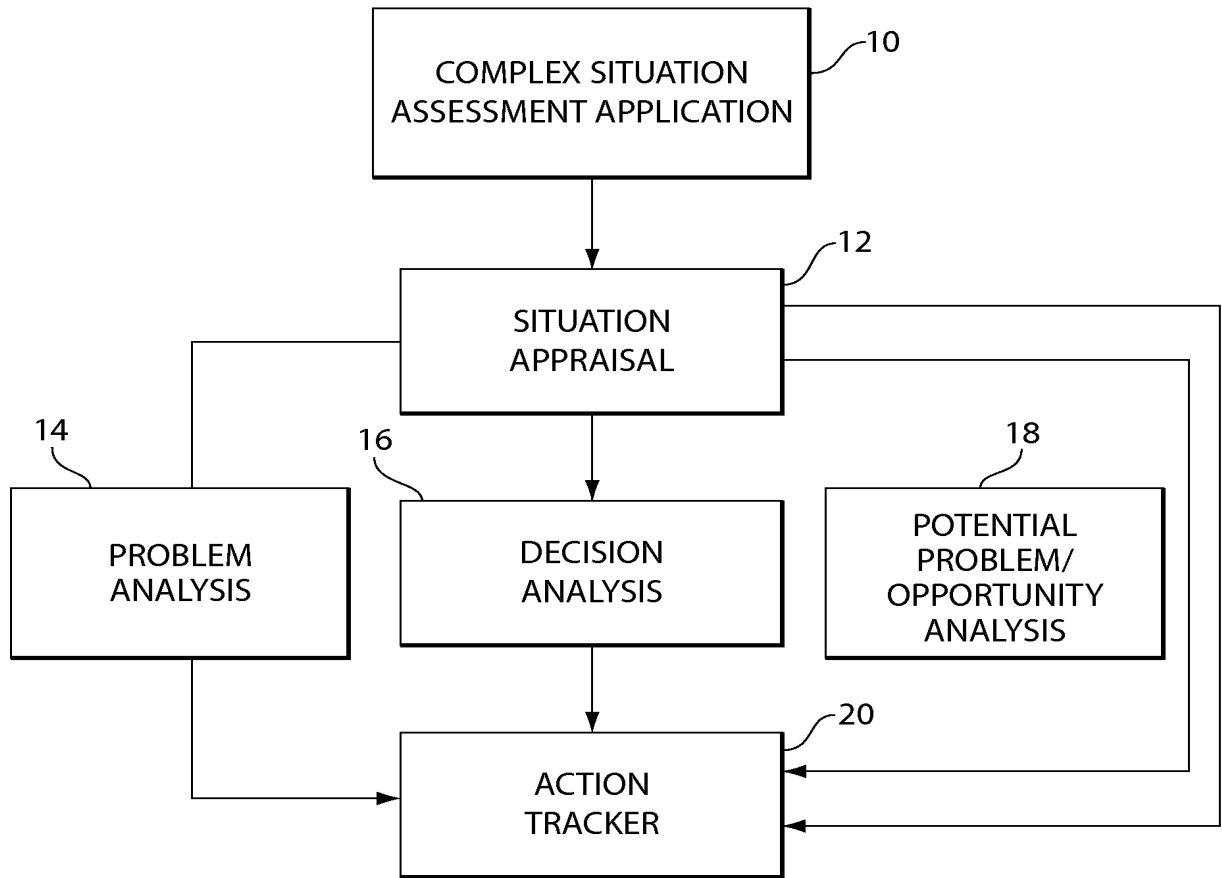 COMPLEX SITUATION
ASSESSMENT APPLICATION
10
SITUATION
APPRAISAL
12
14
PROBLEM
ANALYSIS
16
DECISION
ANALYSIS
18
POTENTIAL
PROBLEM/
OPPORTUNITY
ANALYSIS
20
ACTION
TRACKER